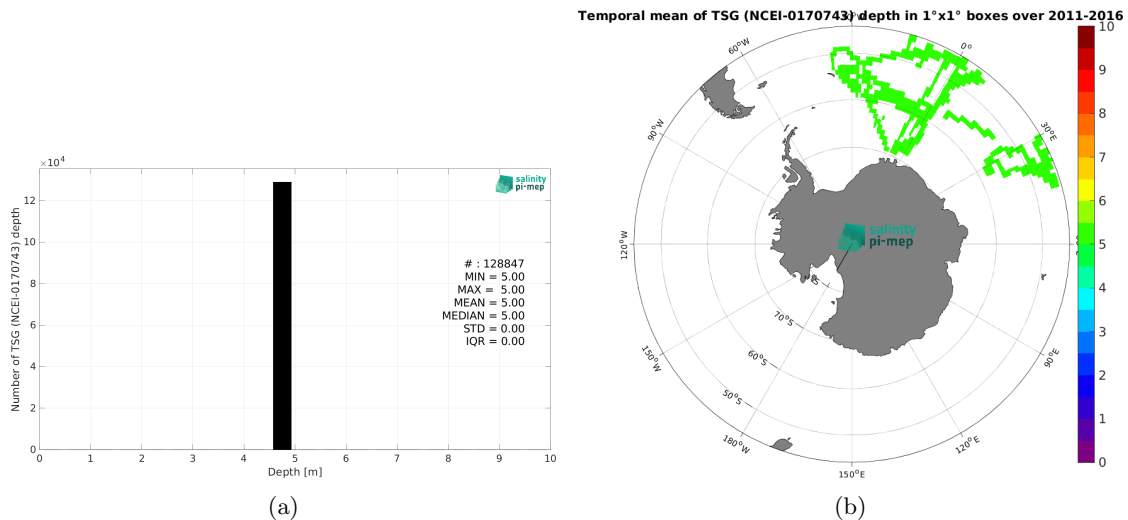 Temporal mean of TSG (NCEI-0170743) depth in 1°x1° boxes over 2011-2016
×10⁴
Number of TSG (NCEI-0170743) depth
12
10
8
6
4
2
0
0 1 2 3 4 5 6 7 8 9 10
Depth [m]
salinity
pi-mep
# : 128847
MIN = 5.00
MAX = 5.00
MEAN = 5.00
MEDIAN = 5.00
STD = 0.00
IQR = 0.00
(a)
60°W
0°
30°E
90°W
120°W
150°W
180°W
150°E
120°E
90°E
70°S
60°S
50°S
salinity
pi-mep
10
9
8
7
6
5
4
3
2
1
0
(b)